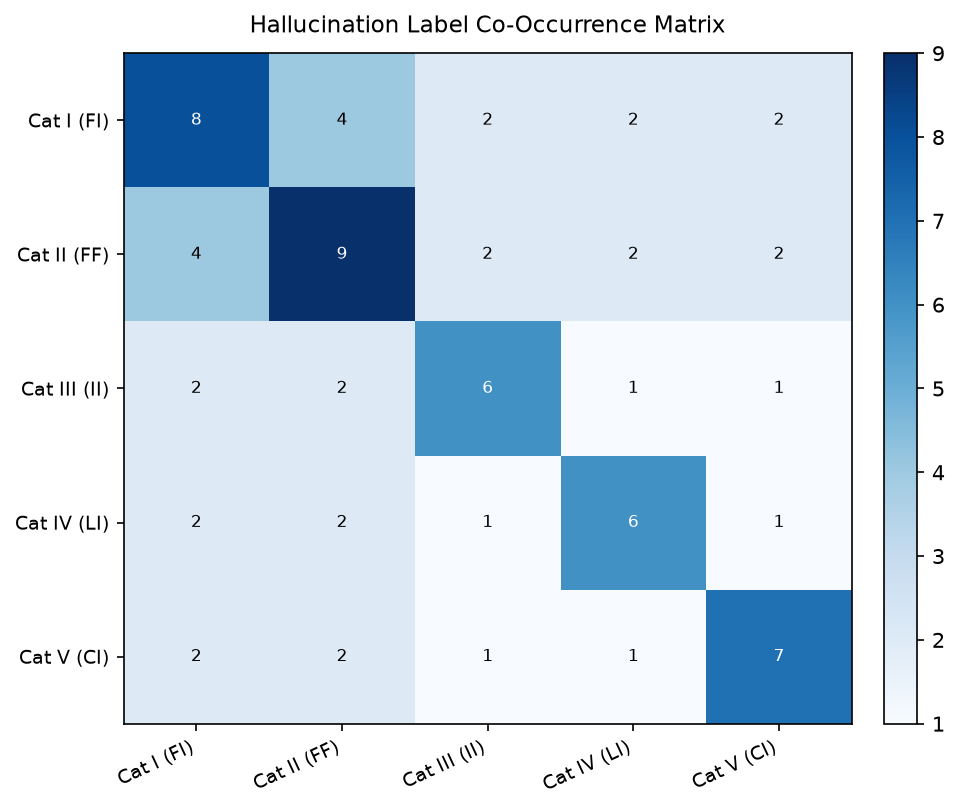 Hallucination Label Co-Occurrence Matrix
Cat I (FI) 8 4 2 2 2
Cat II (FF) 4 9 2 2 2
Cat III (II) 2 2 6 1 1
Cat IV (LI) 2 2 1 6 1
Cat V (CI) 2 2 1 1 7
Cat I (FI) Cat II (FF) Cat III (II) Cat IV (LI) Cat V (CI)
9
8
7
6
5
4
3
2
1